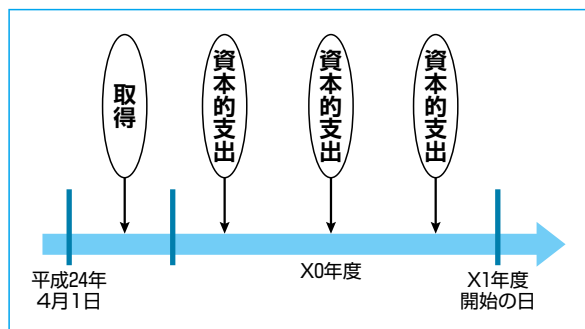 取得
資本的支出
資本的支出
資本的支出
平成24年
4月1日
X0年度
X1年度
開始の日